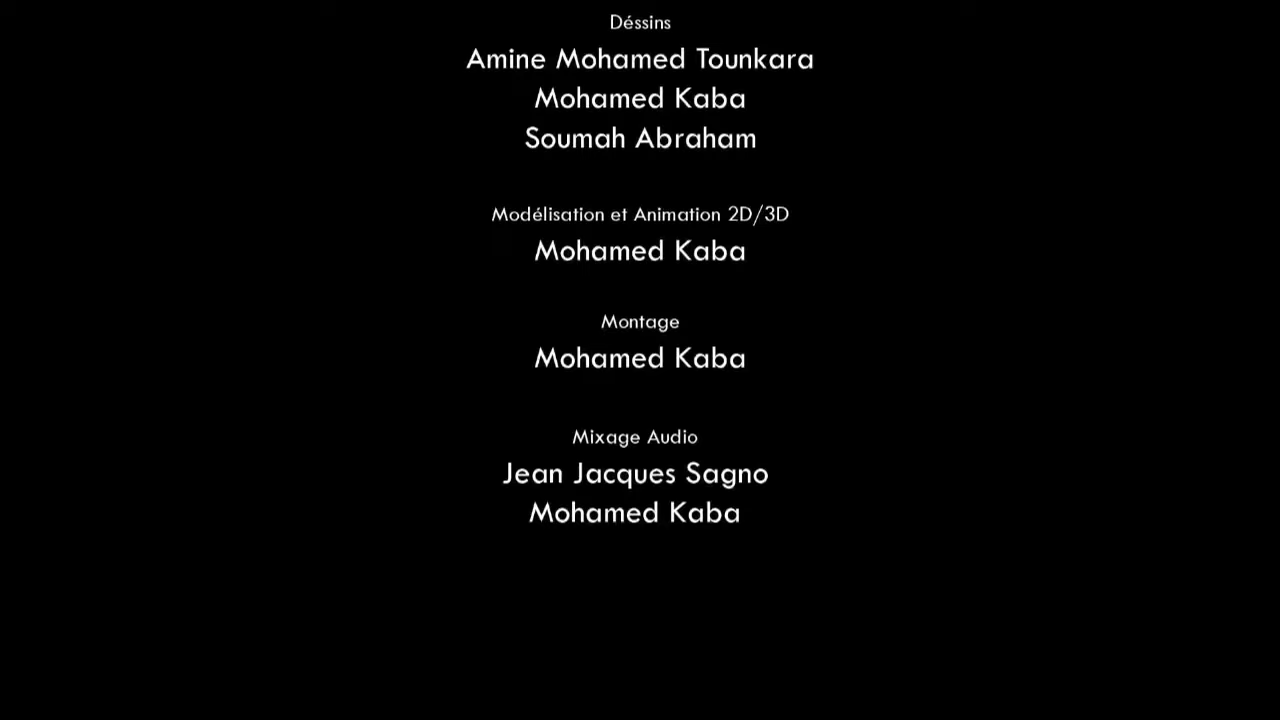 Déssins
Amine Mohamed Tounkara
Mohamed Kaba
Soumah Abraham
Modélisation et Animation 2D/3D
Mohamed Kaba
Montage
Mohamed Kaba
Mixage Audio
Jean Jacques Sagno
Mohamed Kaba